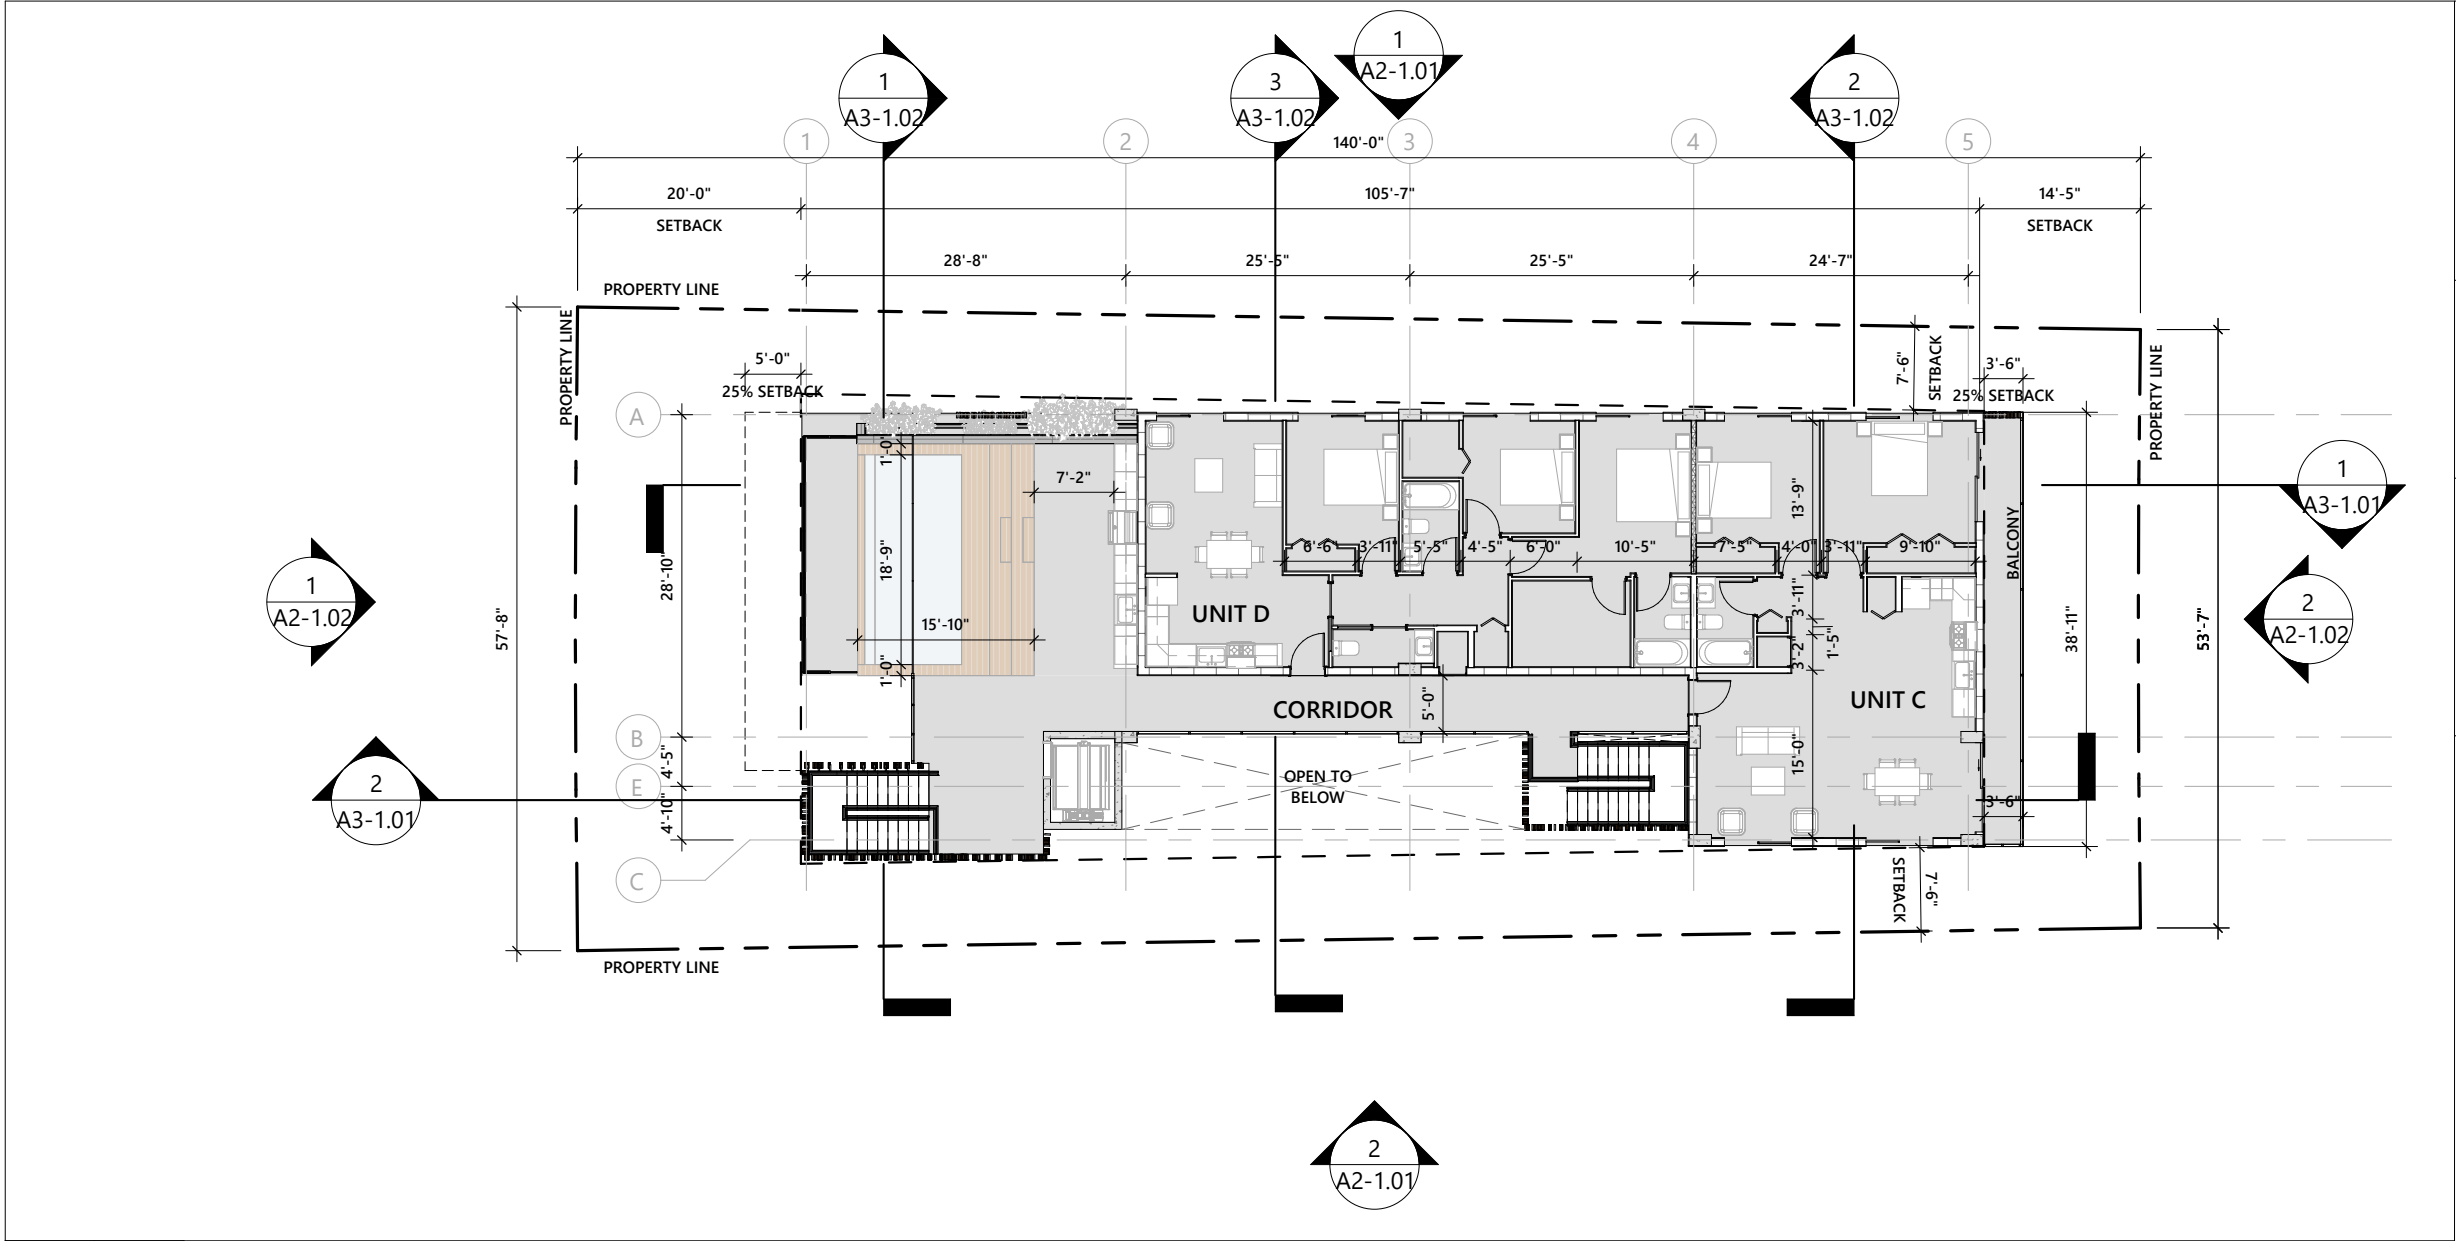 1
A2-1.01
1
A3-1.02
3
A3-1.02
2
A3-1.02
1
2
3
4
5
140'-0"
20'-0"
SETBACK
105'-7"
14'-5"
SETBACK
28'-8"
25'-5"
25'-5"
24'-7"
PROPERTY LINE
PROPERTY LINE
PROPERTY LINE
5'-0"
25% SETBACK
7'-6"
SETBACK
3'-6"
25% SETBACK
A
1'-0"
7'-2"
13'-9"
1
A3-1.01
6'-6"
3'-11"
5'-5"
4'-5"
6'-0"
10'-5"
7'-5"
4'-0"
3'-11"
9'-10"
BALCONY
28'-10"
18'-9"
1
A2-1.02
57'-8"
15'-10"
UNIT D
3'-11"
1'-5"
3'-2"
38'-11"
53'-7"
2
A2-1.02
1'-0"
CORRIDOR
5'-0"
UNIT C
B
4'-5"
E
4'-10"
OPEN TO
BELOW
15'-0"
3'-6"
2
A3-1.01
C
SETBACK
7'-6"
PROPERTY LINE
2
A2-1.01